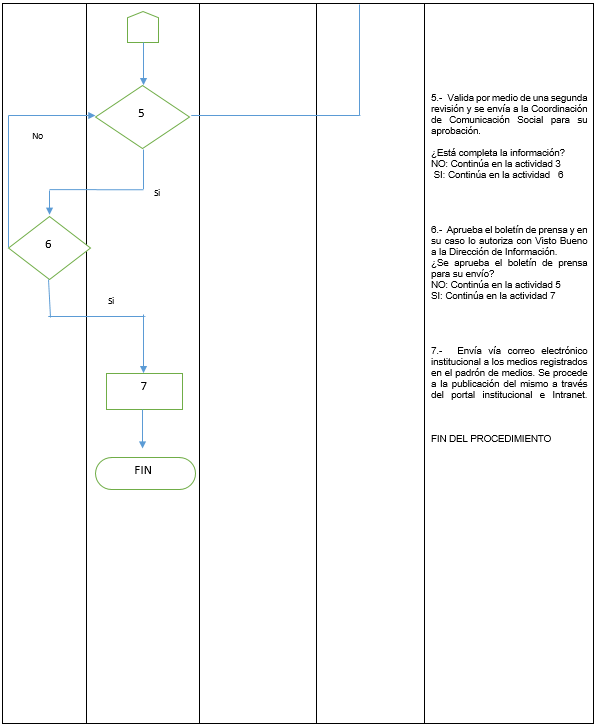 5
No
Si
6
Si
7
FIN
5.- Valida por medio de una segunda
revisión y se envía a la Coordinación
de Comunicación Social para su
aprobación.
¿Está completa la información?
NO: Continúa en la actividad 3
SI: Continúa en la actividad 6
6.- Aprueba el boletín de prensa y en
su caso lo autoriza con Visto Bueno
a la Dirección de Información.
¿Se aprueba el boletín de prensa
para su envío?
NO: Continúa en la actividad 5
SI: Continúa en la actividad 7
7.- Envía vía correo electrónico
institucional a los medios registrados
en el padrón de medios. Se procede
a la publicación del mismo a través
del portal institucional e Intranet.
FIN DEL PROCEDIMIENTO